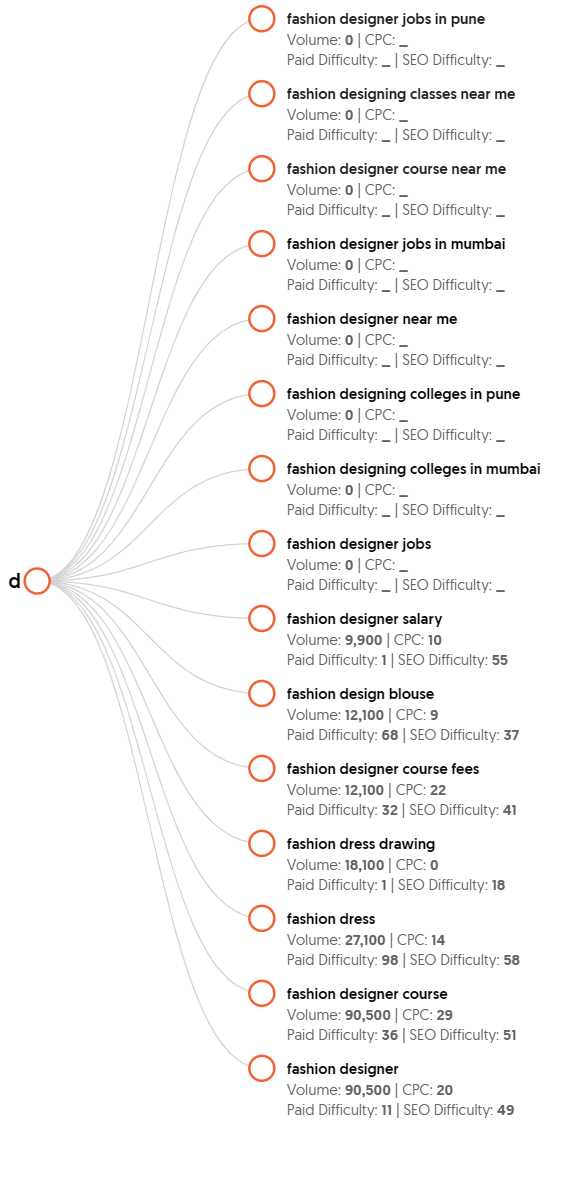 fashion designer jobs in pune
Volume: 0 | CPC: _
Paid Difficulty: _ | SEO Difficulty: _
fashion designing classes near me
Volume: 0 | CPC: _
Paid Difficulty: _ | SEO Difficulty: _
fashion designer course near me
Volume: 0 | CPC: _
Paid Difficulty: _ | SEO Difficulty: _
fashion designer jobs in mumbai
Volume: 0 | CPC: _
Paid Difficulty: _ | SEO Difficulty: _
fashion designer near me
Volume: 0 | CPC: _
Paid Difficulty: _ | SEO Difficulty: _
fashion designing colleges in pune
Volume: 0 | CPC: _
Paid Difficulty: _ | SEO Difficulty: _
fashion designing colleges in mumbai
Volume: 0 | CPC: _
Paid Difficulty: _ | SEO Difficulty: _
fashion designer jobs
Volume: 0 | CPC: _
Paid Difficulty: _ | SEO Difficulty: _
d
fashion designer salary
Volume: 9,900 | CPC: 10
Paid Difficulty: 1 | SEO Difficulty: 55
fashion design blouse
Volume: 12,100 | CPC: 9
Paid Difficulty: 68 | SEO Difficulty: 37
fashion designer course fees
Volume: 12,100 | CPC: 22
Paid Difficulty: 32 | SEO Difficulty: 41
fashion dress drawing
Volume: 18,100 | CPC: 0
Paid Difficulty: 1 | SEO Difficulty: 18
fashion dress
Volume: 27,100 | CPC: 14
Paid Difficulty: 98 | SEO Difficulty: 58
fashion designer course
Volume: 90,500 | CPC: 29
Paid Difficulty: 36 | SEO Difficulty: 51
fashion designer
Volume: 90,500 | CPC: 20
Paid Difficulty: 11 | SEO Difficulty: 49